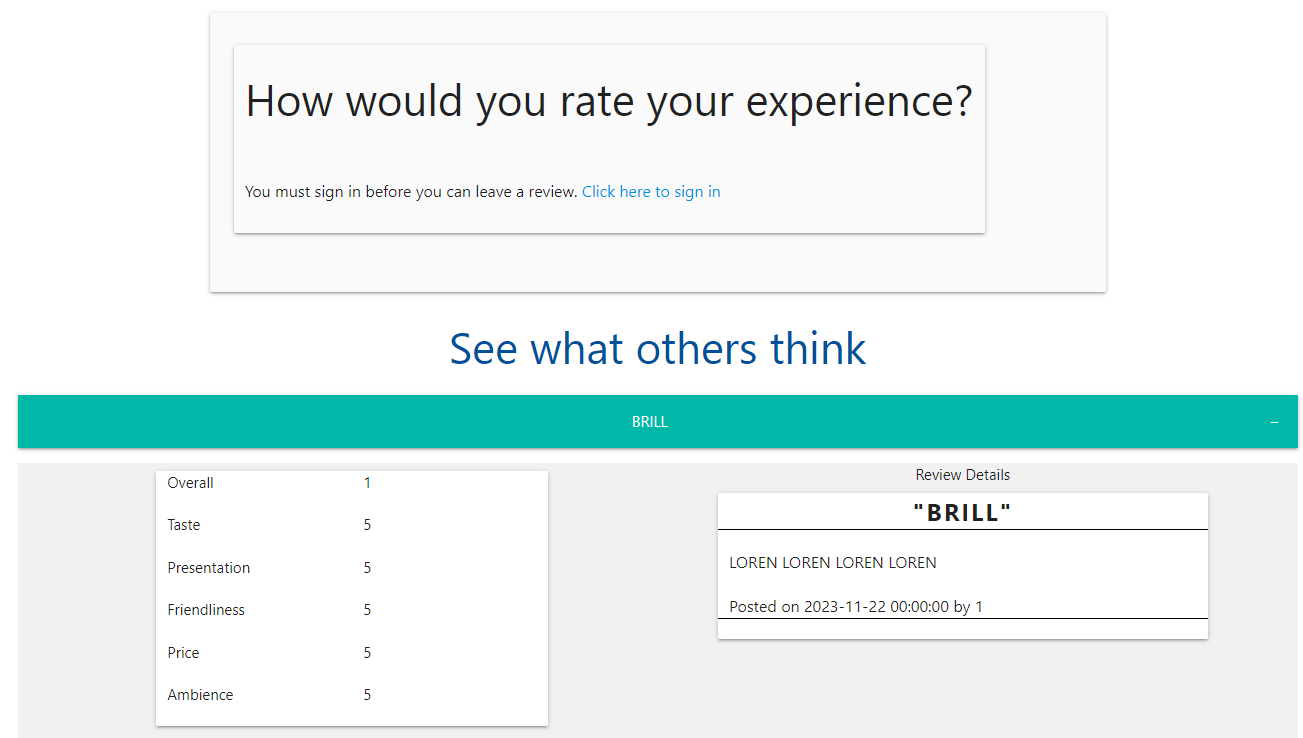 How would you rate your experience?
You must sign in before you can leave a review. Click here to sign in
See what others think
BRILL −
Overall 1
Taste 5
Presentation 5
Friendliness 5
Price 5
Ambience 5
Review Details
"BRILL"
LOREN LOREN LOREN LOREN
Posted on 2023-11-22 00:00:00 by 1